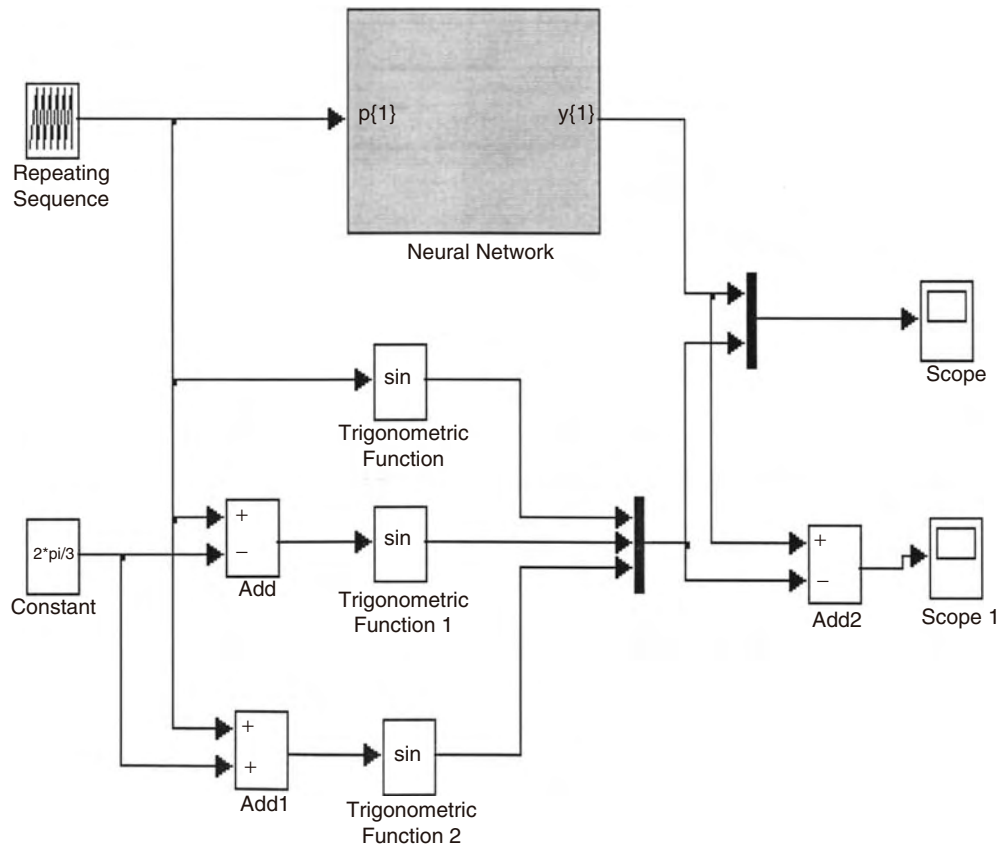 p{1}
y{1}
Repeating
Sequence
Neural Network
sin
Scope
Trigonometric
Function
+
−
sin
2*pi/3
+
−
Add
Constant
Trigonometric
Function 1
Add2
Scope 1
+
+
sin
Add1
Trigonometric
Function 2